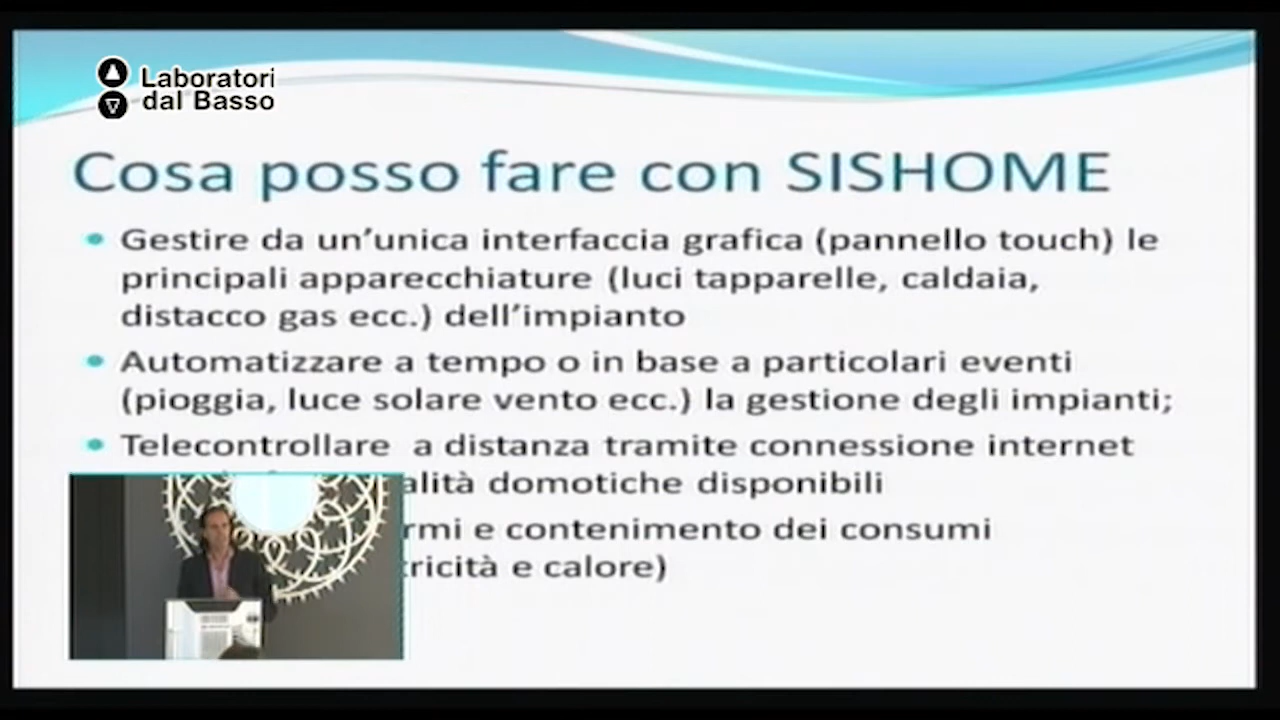 Laboratori
dal Basso
Cosa posso fare con SISHOME
Gestire da un'unica interfaccia grafica (pannello touch) le
principali apparecchiature (luci tapparelle, caldaia,
distacco gas ecc.) dell'impianto
Automatizzare a tempo o in base a particolari eventi
(pioggia, luce solare vento ecc.) la gestione degli impianti;
Telecontrollare a distanza tramite connessione internet
alità domotiche disponibili
rmi e contenimento dei consumi
tricità e calore)